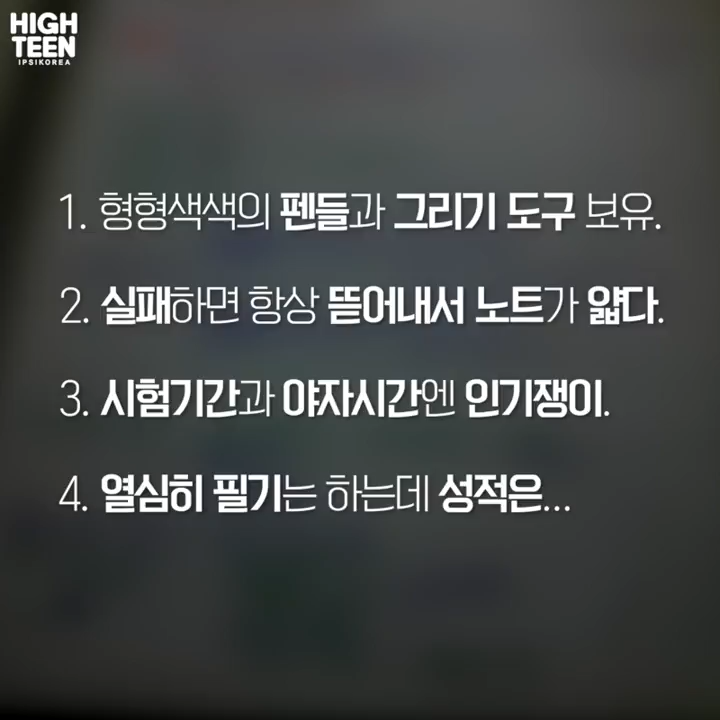 HIGH
TEEN
IPSIKOREA
1. 형형색색의 펜들과 그리기 도구 보유.
2. 실패하면 항상 뜯어내서 노트가 얇다.
3. 시험기간과 야자시간엔 인기쟁이.
4. 열심히 필기는 하는데 성적은...